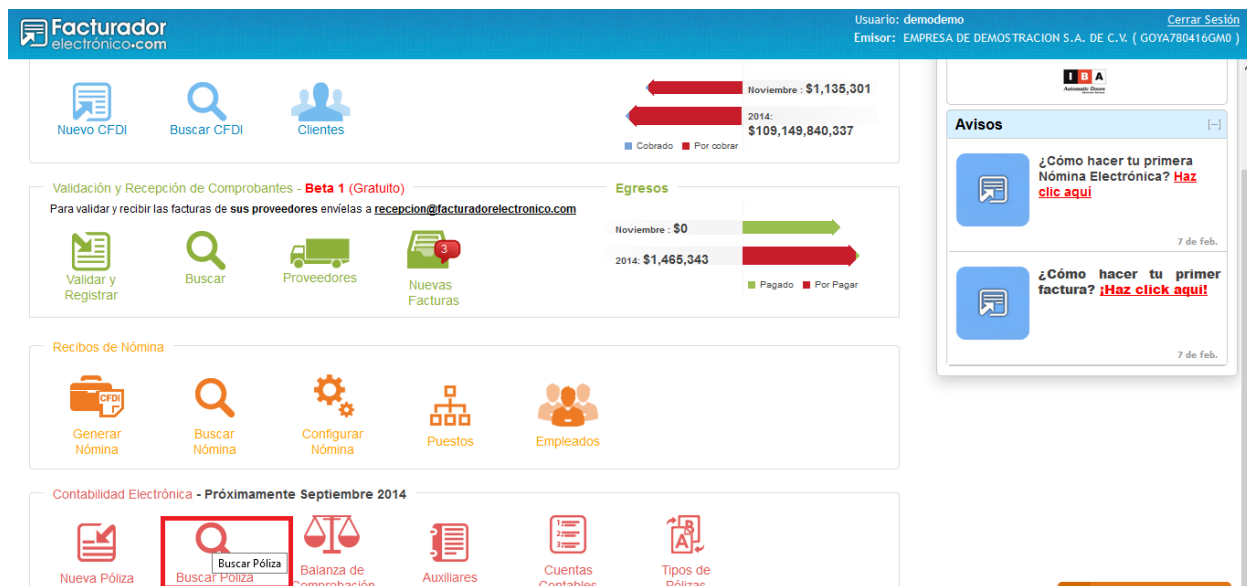 Facturador
electrónico.com
Usuario: demodemo
Cerrar Sesión
Emisor: EMPRESA DE DEMOSTRACION S.A. DE C.V. ( GOYA780416GM0 )
Nuevo CFDI
Buscar CFDI
Clientes
Noviembre : $1,135,301
2014:
$109,149,840,337
Cobrado Por cobrar
I B A
Automatic Doors
Avisos [-]
¿Cómo hacer tu primera
Nómina Electrónica? Haz
clic aquí
7 de feb.
¿Cómo hacer tu primer
factura? ¡Haz click aqui!
7 de feb.
Validación y Recepción de Comprobantes - Beta 1 (Gratuito)
Para validar y recibir las facturas de sus proveedores envíelas a recepcion@facturadorelectronico.com
Validar y
Registrar
Buscar
Proveedores
3
Nuevas
Facturas
Egresos
Noviembre : $0
2014: $1,465,343
Pagado Por Pagar
Recibos de Nómina
CFDI
Generar
Nómina
Buscar
Nómina
Configurar
Nómina
Puestos
Empleados
Contabilidad Electrónica - Próximamente Septiembre 2014
Nueva Póliza
Buscar Póliza
Buscar Póliza
Balanza de
Comprobación
Auxiliares
Cuentas
Contables
Tipos de
Pólizas